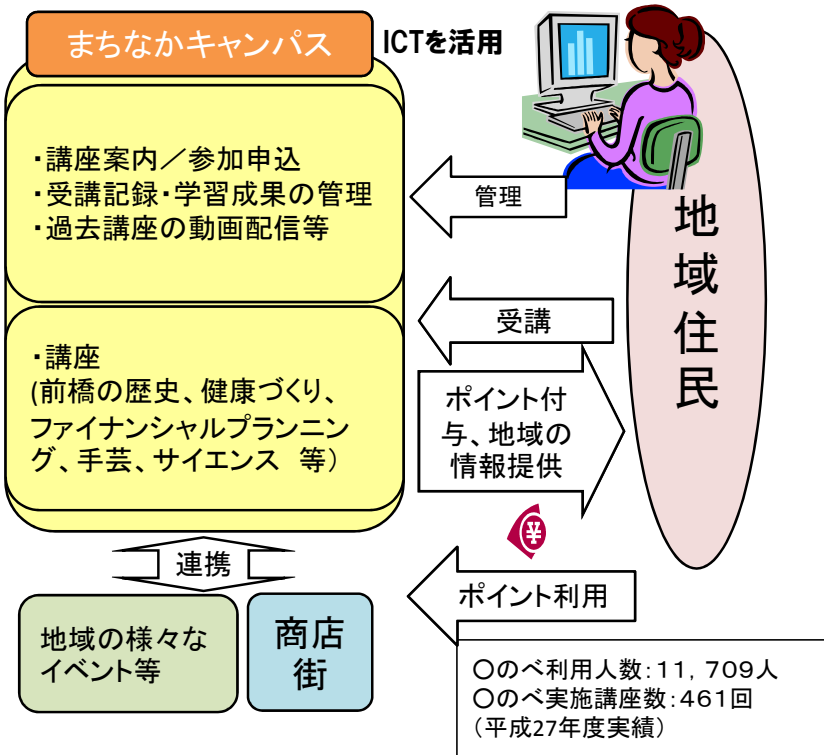 まちなかキャンパス
ICTを活用
・講座案内／参加申込
・受講記録・学習成果の管理
・過去講座の動画配信等
管理
地域住民
受講
・講座
(前橋の歴史、健康づくり、
ファイナンシャルプランニン
グ、手芸、サイエンス 等）
ポイント付
与、地域の
情報提供
¥
連携
ポイント利用
地域の様々な
イベント等
商店
街
○のべ利用人数：１１，７０９人
○のべ実施講座数：４６１回
（平成27年度実績）